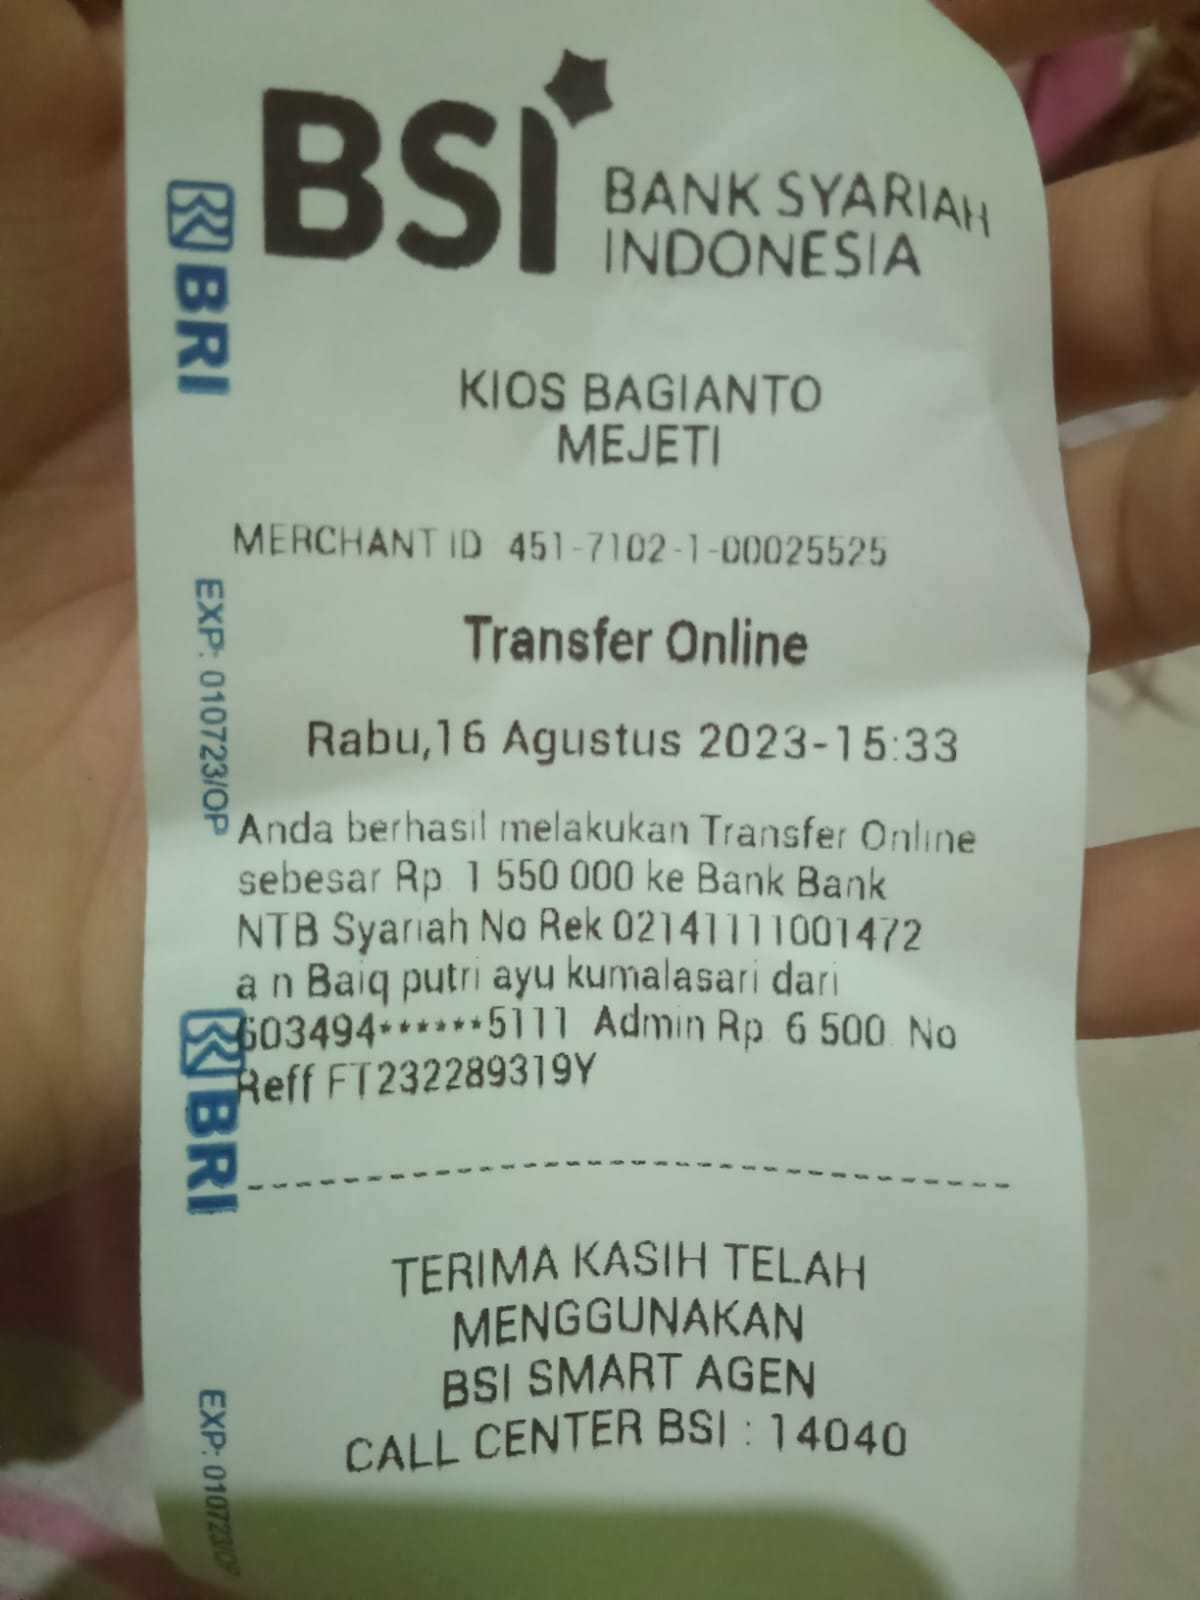 BSI BANK SYARIAH
INDONESIA
KIOS BAGIANTO
MEJETI
MERCHANT ID 451-7102-1-00025525
Transfer Online
Rabu,16 Agustus 2023-15:33
Anda berhasil melakukan Transfer Online
sebesar Rp. 1 550 000 ke Bank Bank
NTB Syariah No Rek 02141111001472
a n Baiq putri ayu kumalasari dari
603494******5111 Admin Rp. 6 500. No
Reff FT232289319Y
TERIMA KASIH TELAH
MENGGUNAKAN
BSI SMART AGEN
CALL CENTER BSI : 14040
BRI
EXP: 010723/OP
BRI
EXP: 010723/OP